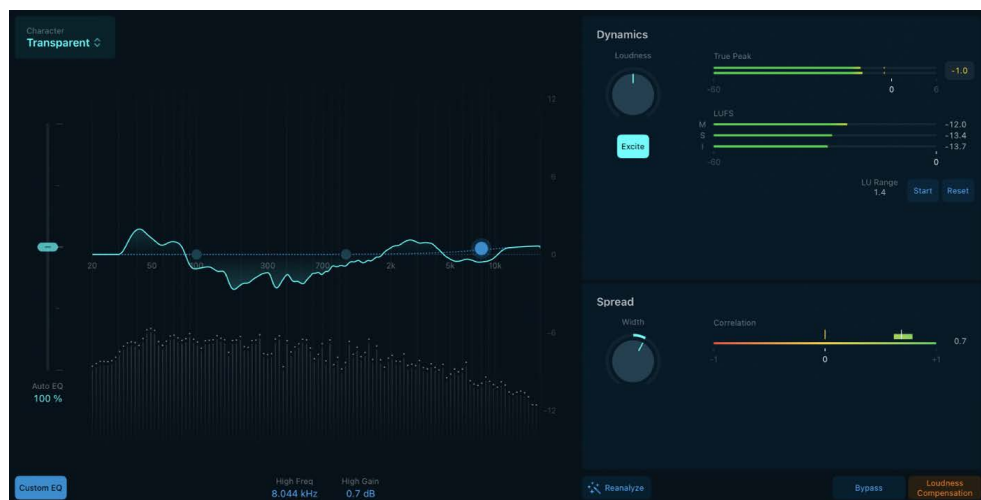 Character
Transparent
Dynamics
Loudness
True Peak
-1.0
-60
0
6
LUFS
M
-12.0
S
-13.4
I
-13.7
-60
0
Excite
LU Range
1.4
Start
Reset
12
6
0
-6
-12
20
50
100
300
700
2k
5k
10k
Auto EQ
100 %
Spread
Width
Correlation
0.7
-1
0
+1
Custom EQ
High Freq
8.044 kHz
High Gain
0.7 dB
Reanalyze
Bypass
Loudness
Compensation